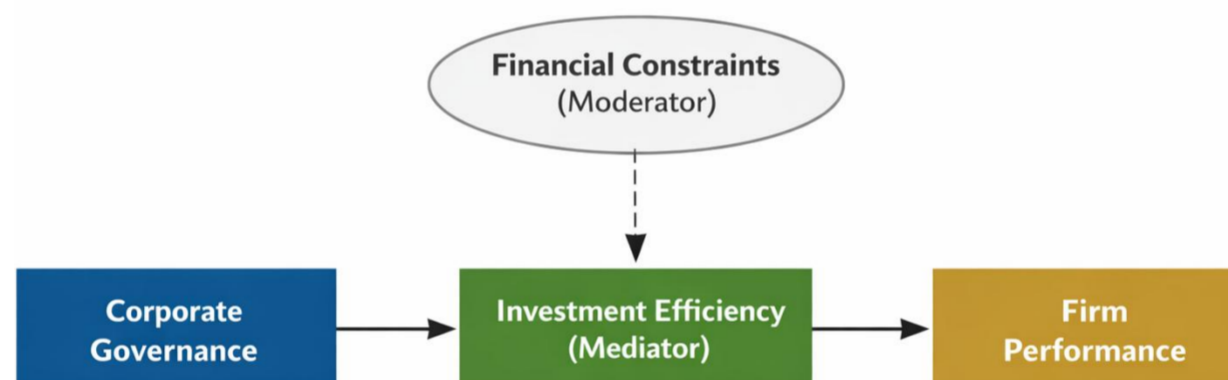 Financial Constraints
(Moderator)
Corporate
Governance
Investment Efficiency
(Mediator)
Firm
Performance